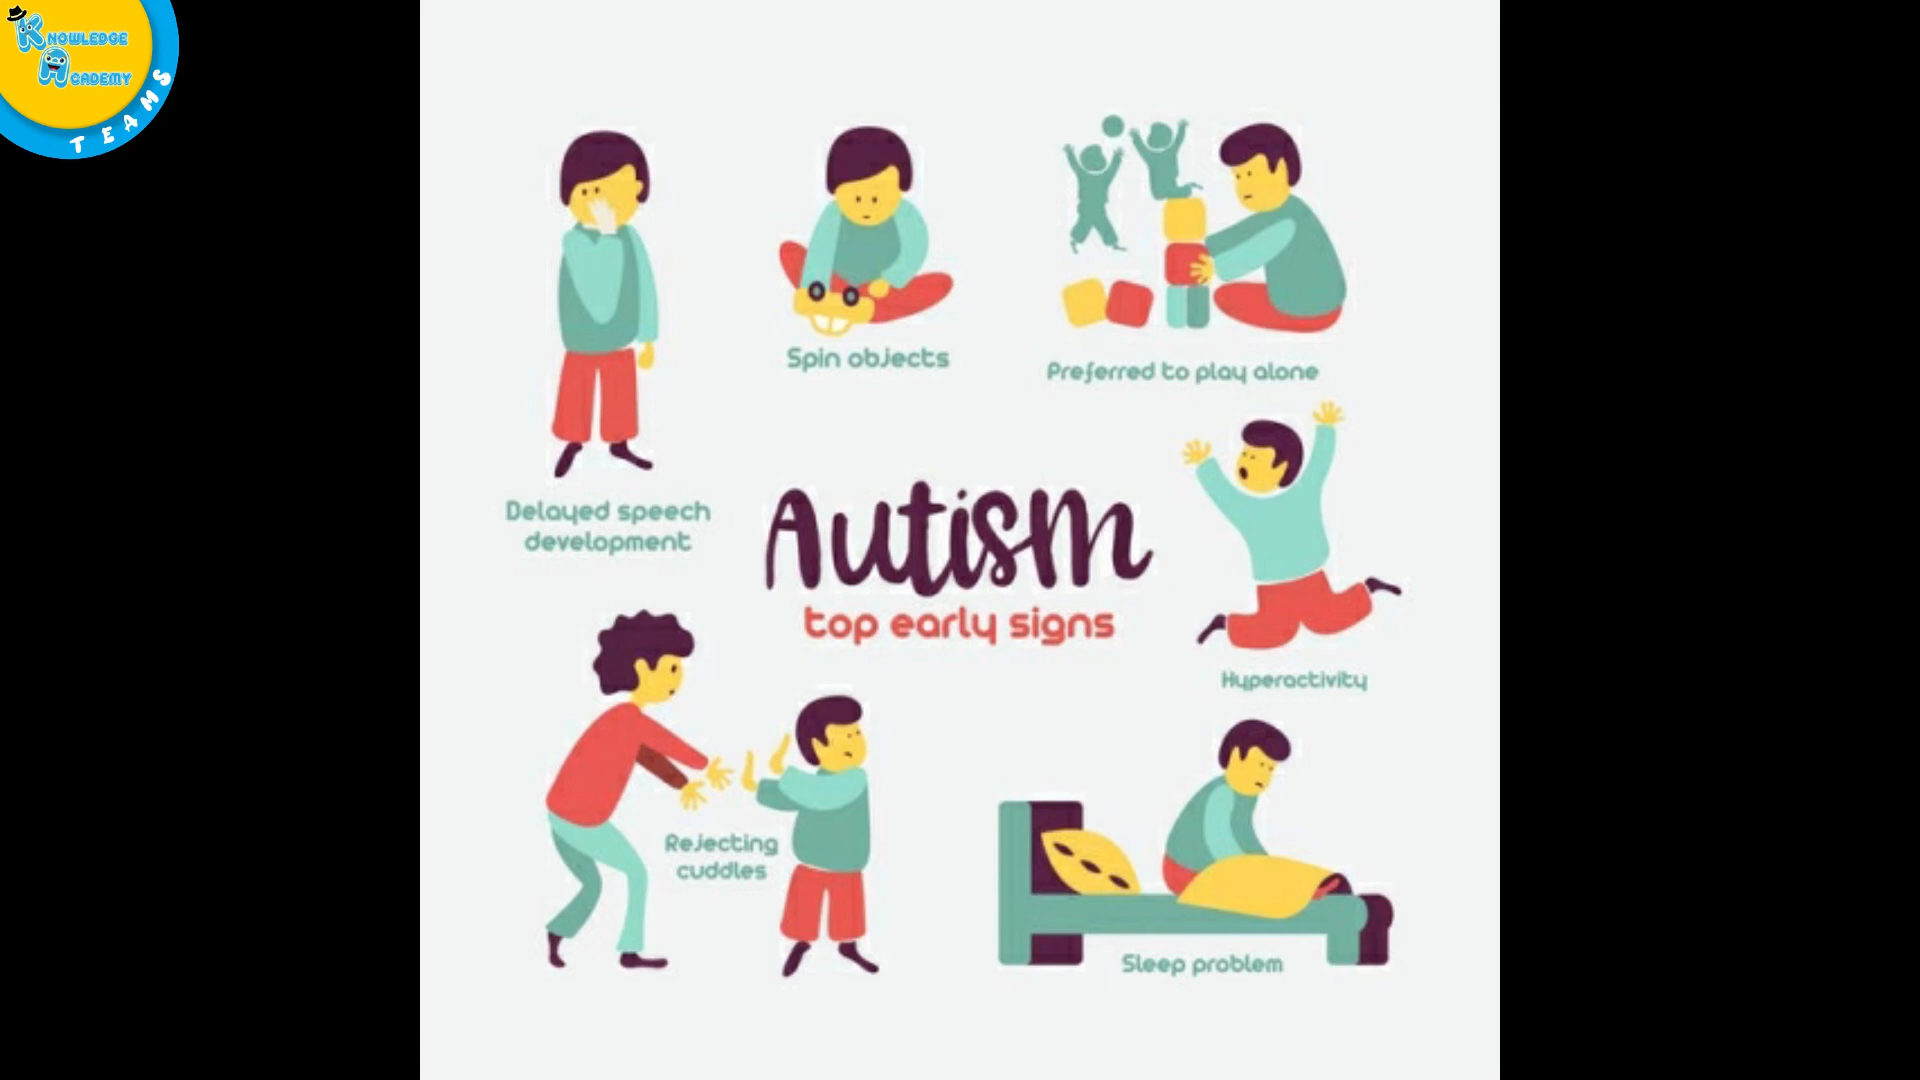 KNOWLEDGE
ACADEMY
TEAMS
Spin objects
Preferred to play alone
Delayed speech
development
Autism
top early signs
Hyperactivity
Rejecting
cuddles
Sleep problem